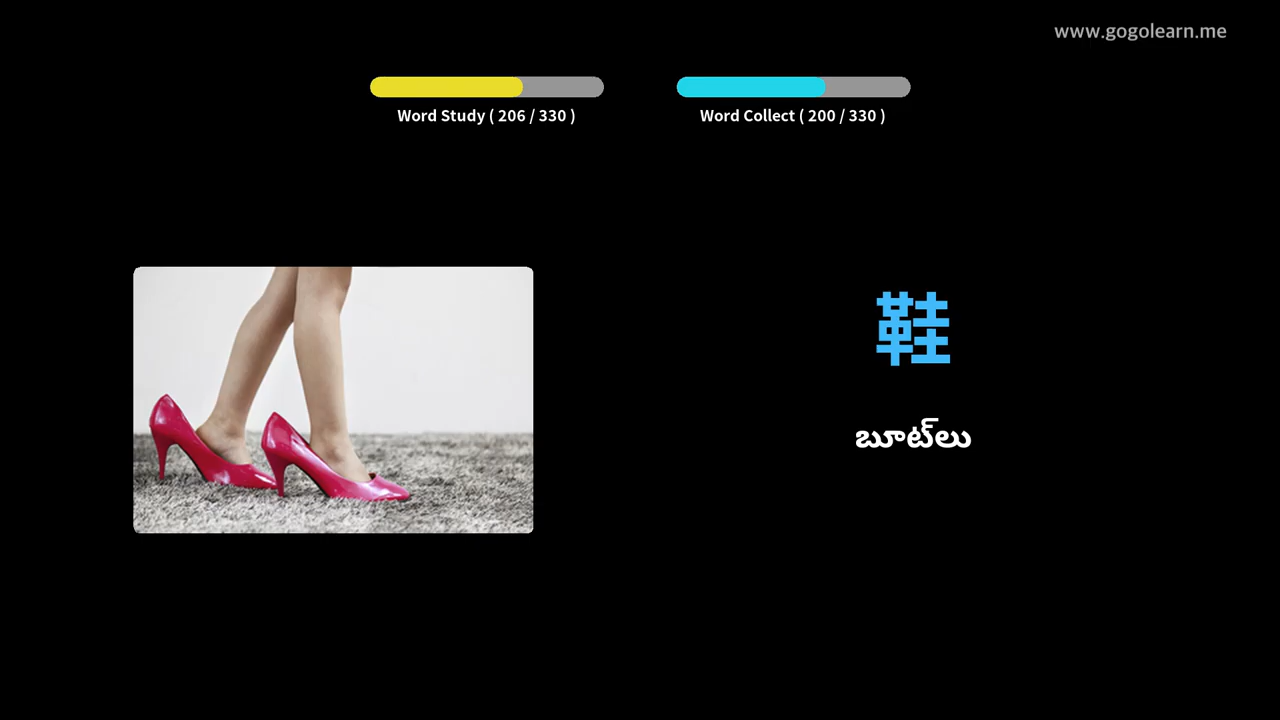 www.gogolearn.me
Word Study ( 206 / 330 )
Word Collect ( 200 / 330 )
鞋
బూట్‌లు